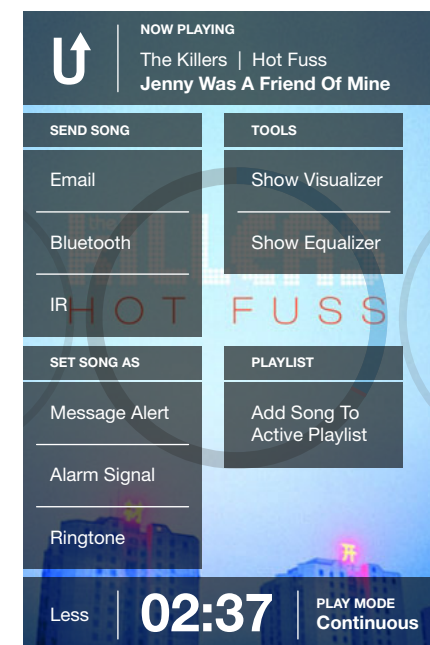 NOW PLAYING
The Killers | Hot Fuss
Jenny Was A Friend Of Mine
SEND SONG
Email
Bluetooth
IR
TOOLS
Show Visualizer
Show Equalizer
KILLERS
HOT FUSS
SET SONG AS
Message Alert
Alarm Signal
Ringtone
PLAYLIST
Add Song To
Active Playlist
Less
02:37
PLAY MODE
Continuous